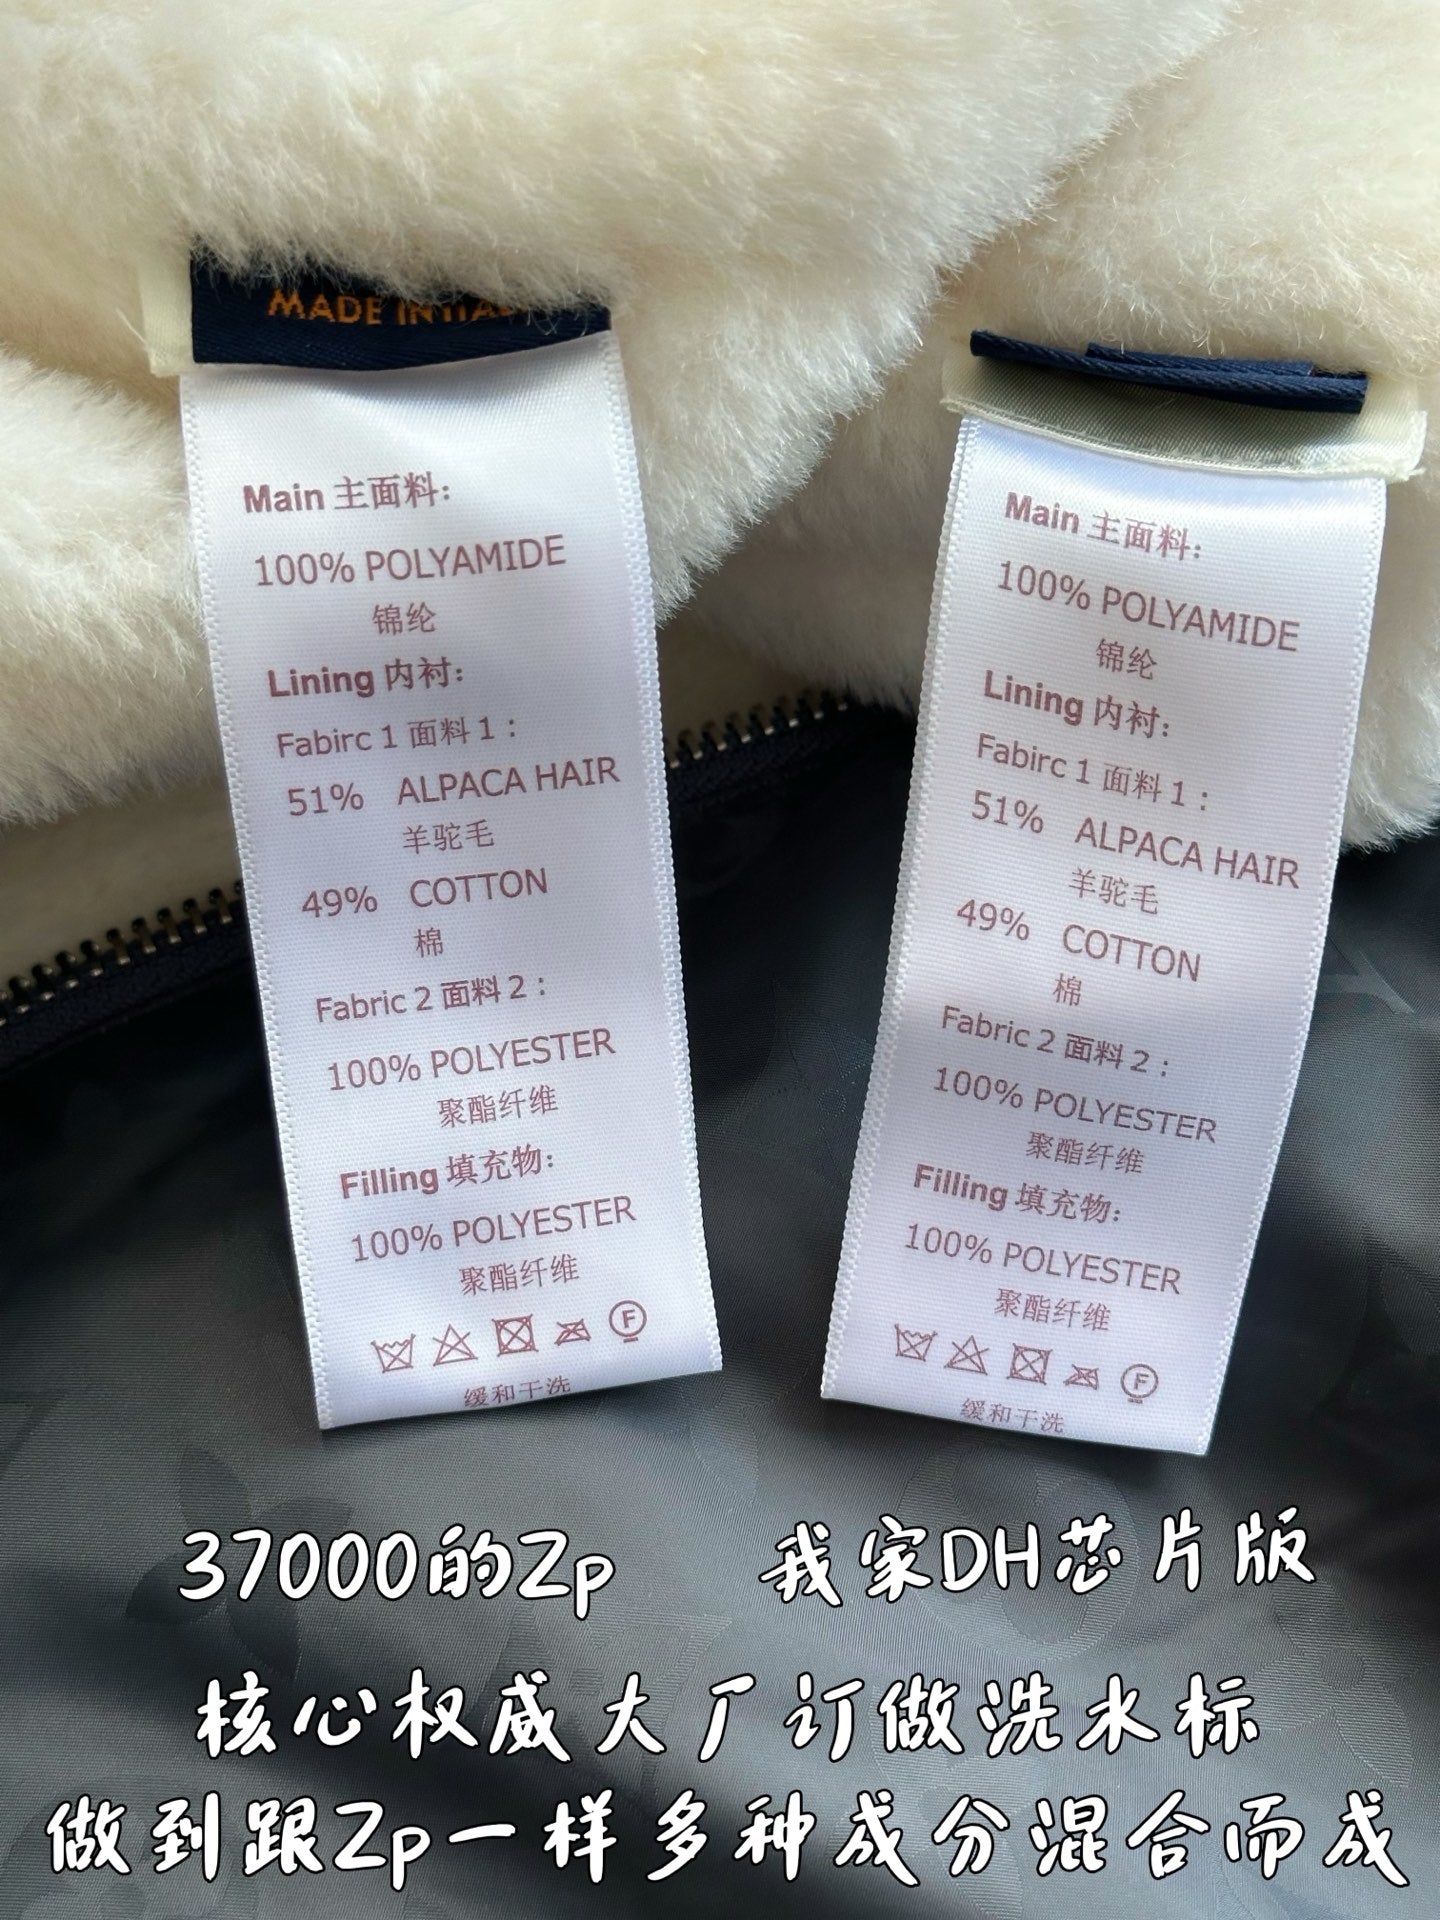 MADE IN ITA
Main 主面料:
100% POLYAMIDE
锦纶
Lining 内衬:
Fabirc 1 面料 1 :
51% ALPACA HAIR
羊驼毛
49% COTTON
棉
Fabric 2 面料 2 :
100% POLYESTER
聚酯纤维
Filling 填充物:
100% POLYESTER
聚酯纤维
F
缓和干洗
Main 主面料:
100% POLYAMIDE
锦纶
Lining 内衬:
Fabirc 1 面料 1 :
51% ALPACA HAIR
羊驼毛
49% COTTON
棉
Fabric 2 面料 2 :
100% POLYESTER
聚酯纤维
Filling 填充物:
100% POLYESTER
聚酯纤维
F
缓和干洗
37000的Zp
我家DH芯片版
核心权威大厂订做洗水标
做到跟Zp一样多种成分混合而成